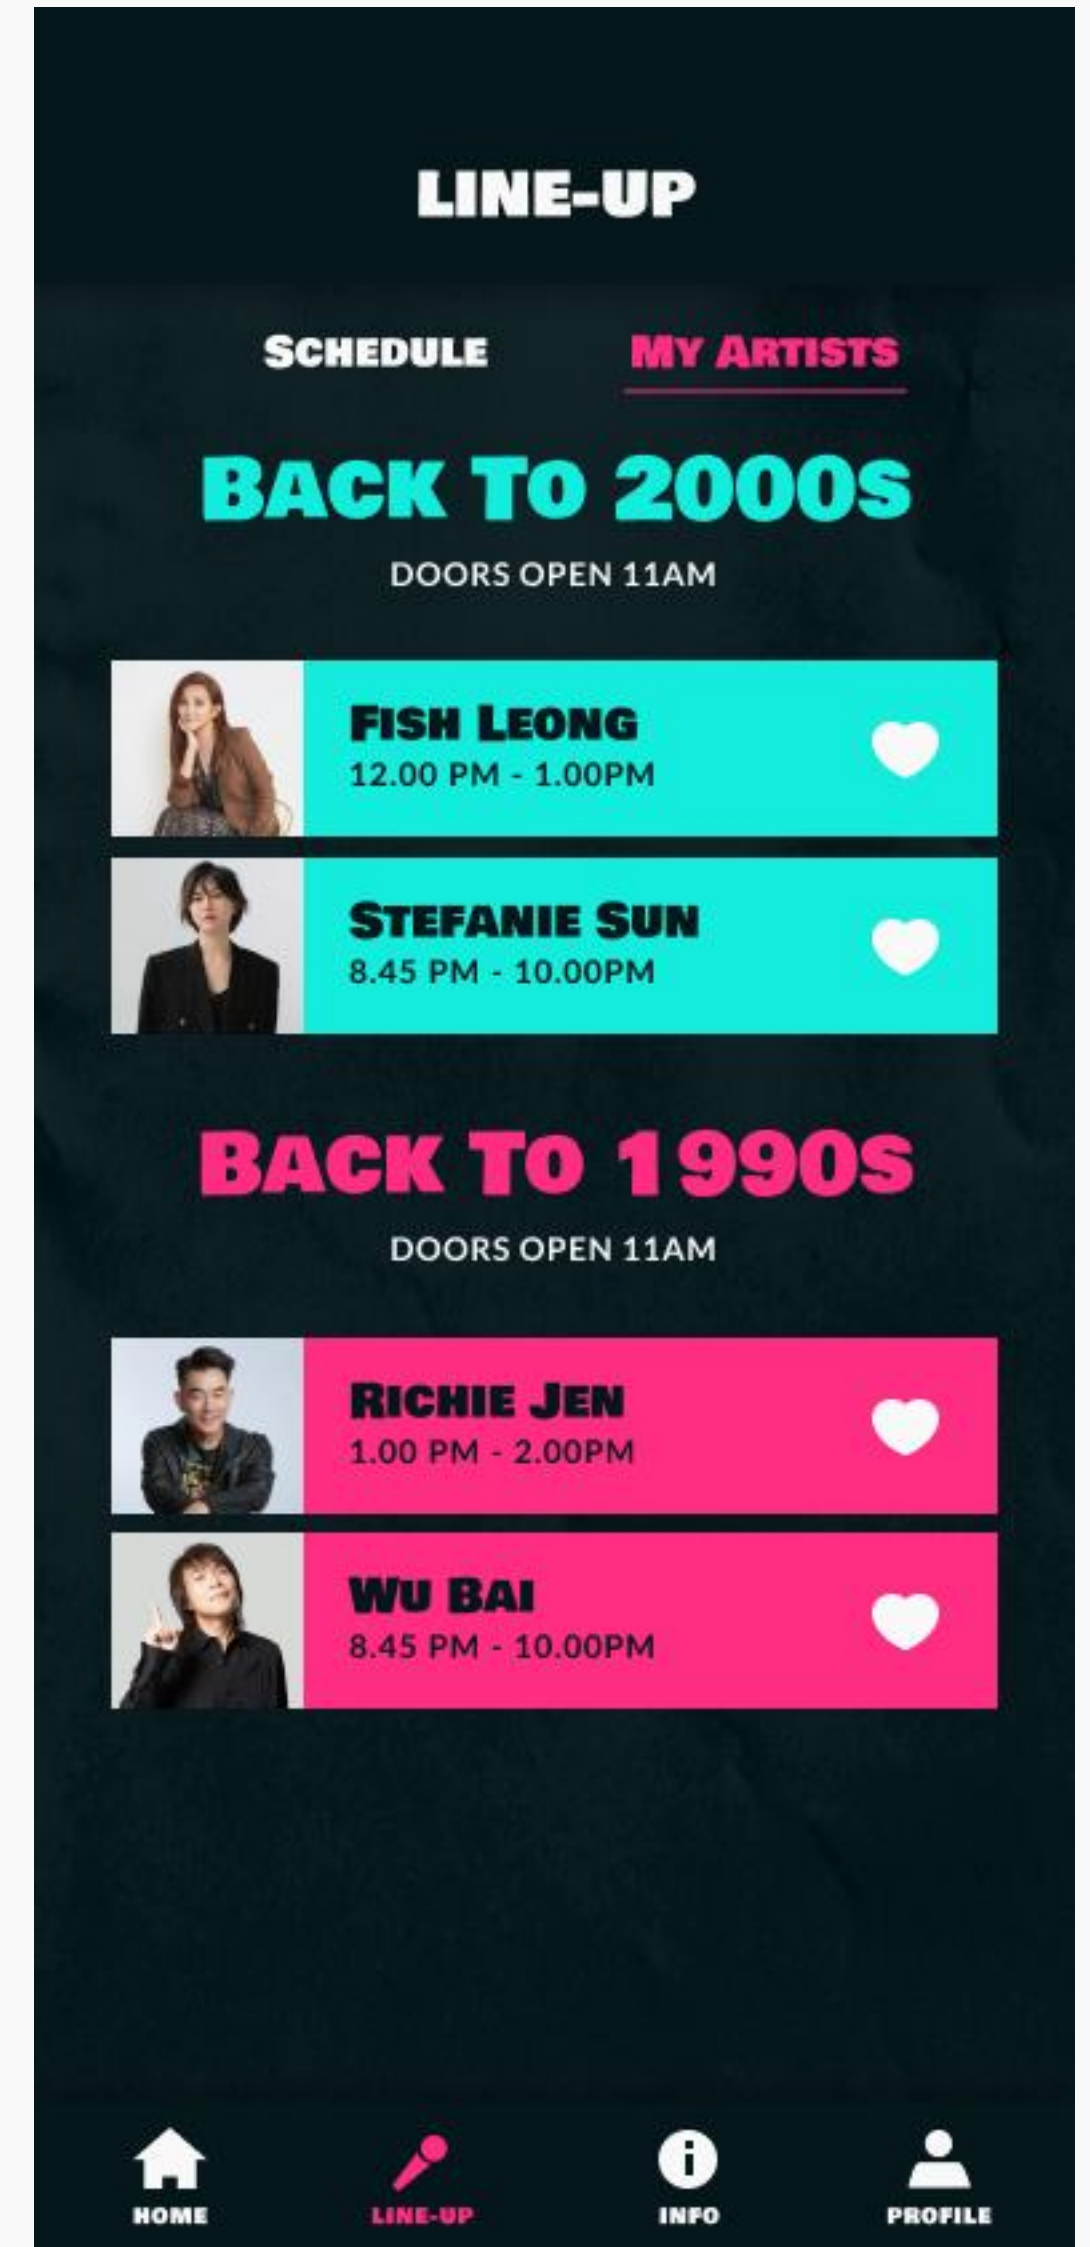 LINE-UP
SCHEDULE MY ARTISTS
BACK TO 2000S
DOORS OPEN 11AM
FISH LEONG
12.00 PM - 1.00PM
STEFANIE SUN
8.45 PM - 10.00PM
BACK TO 1990S
DOORS OPEN 11AM
RICHIE JEN
1.00 PM - 2.00PM
WU BAI
8.45 PM - 10.00PM
HOME LINE-UP INFO PROFILE